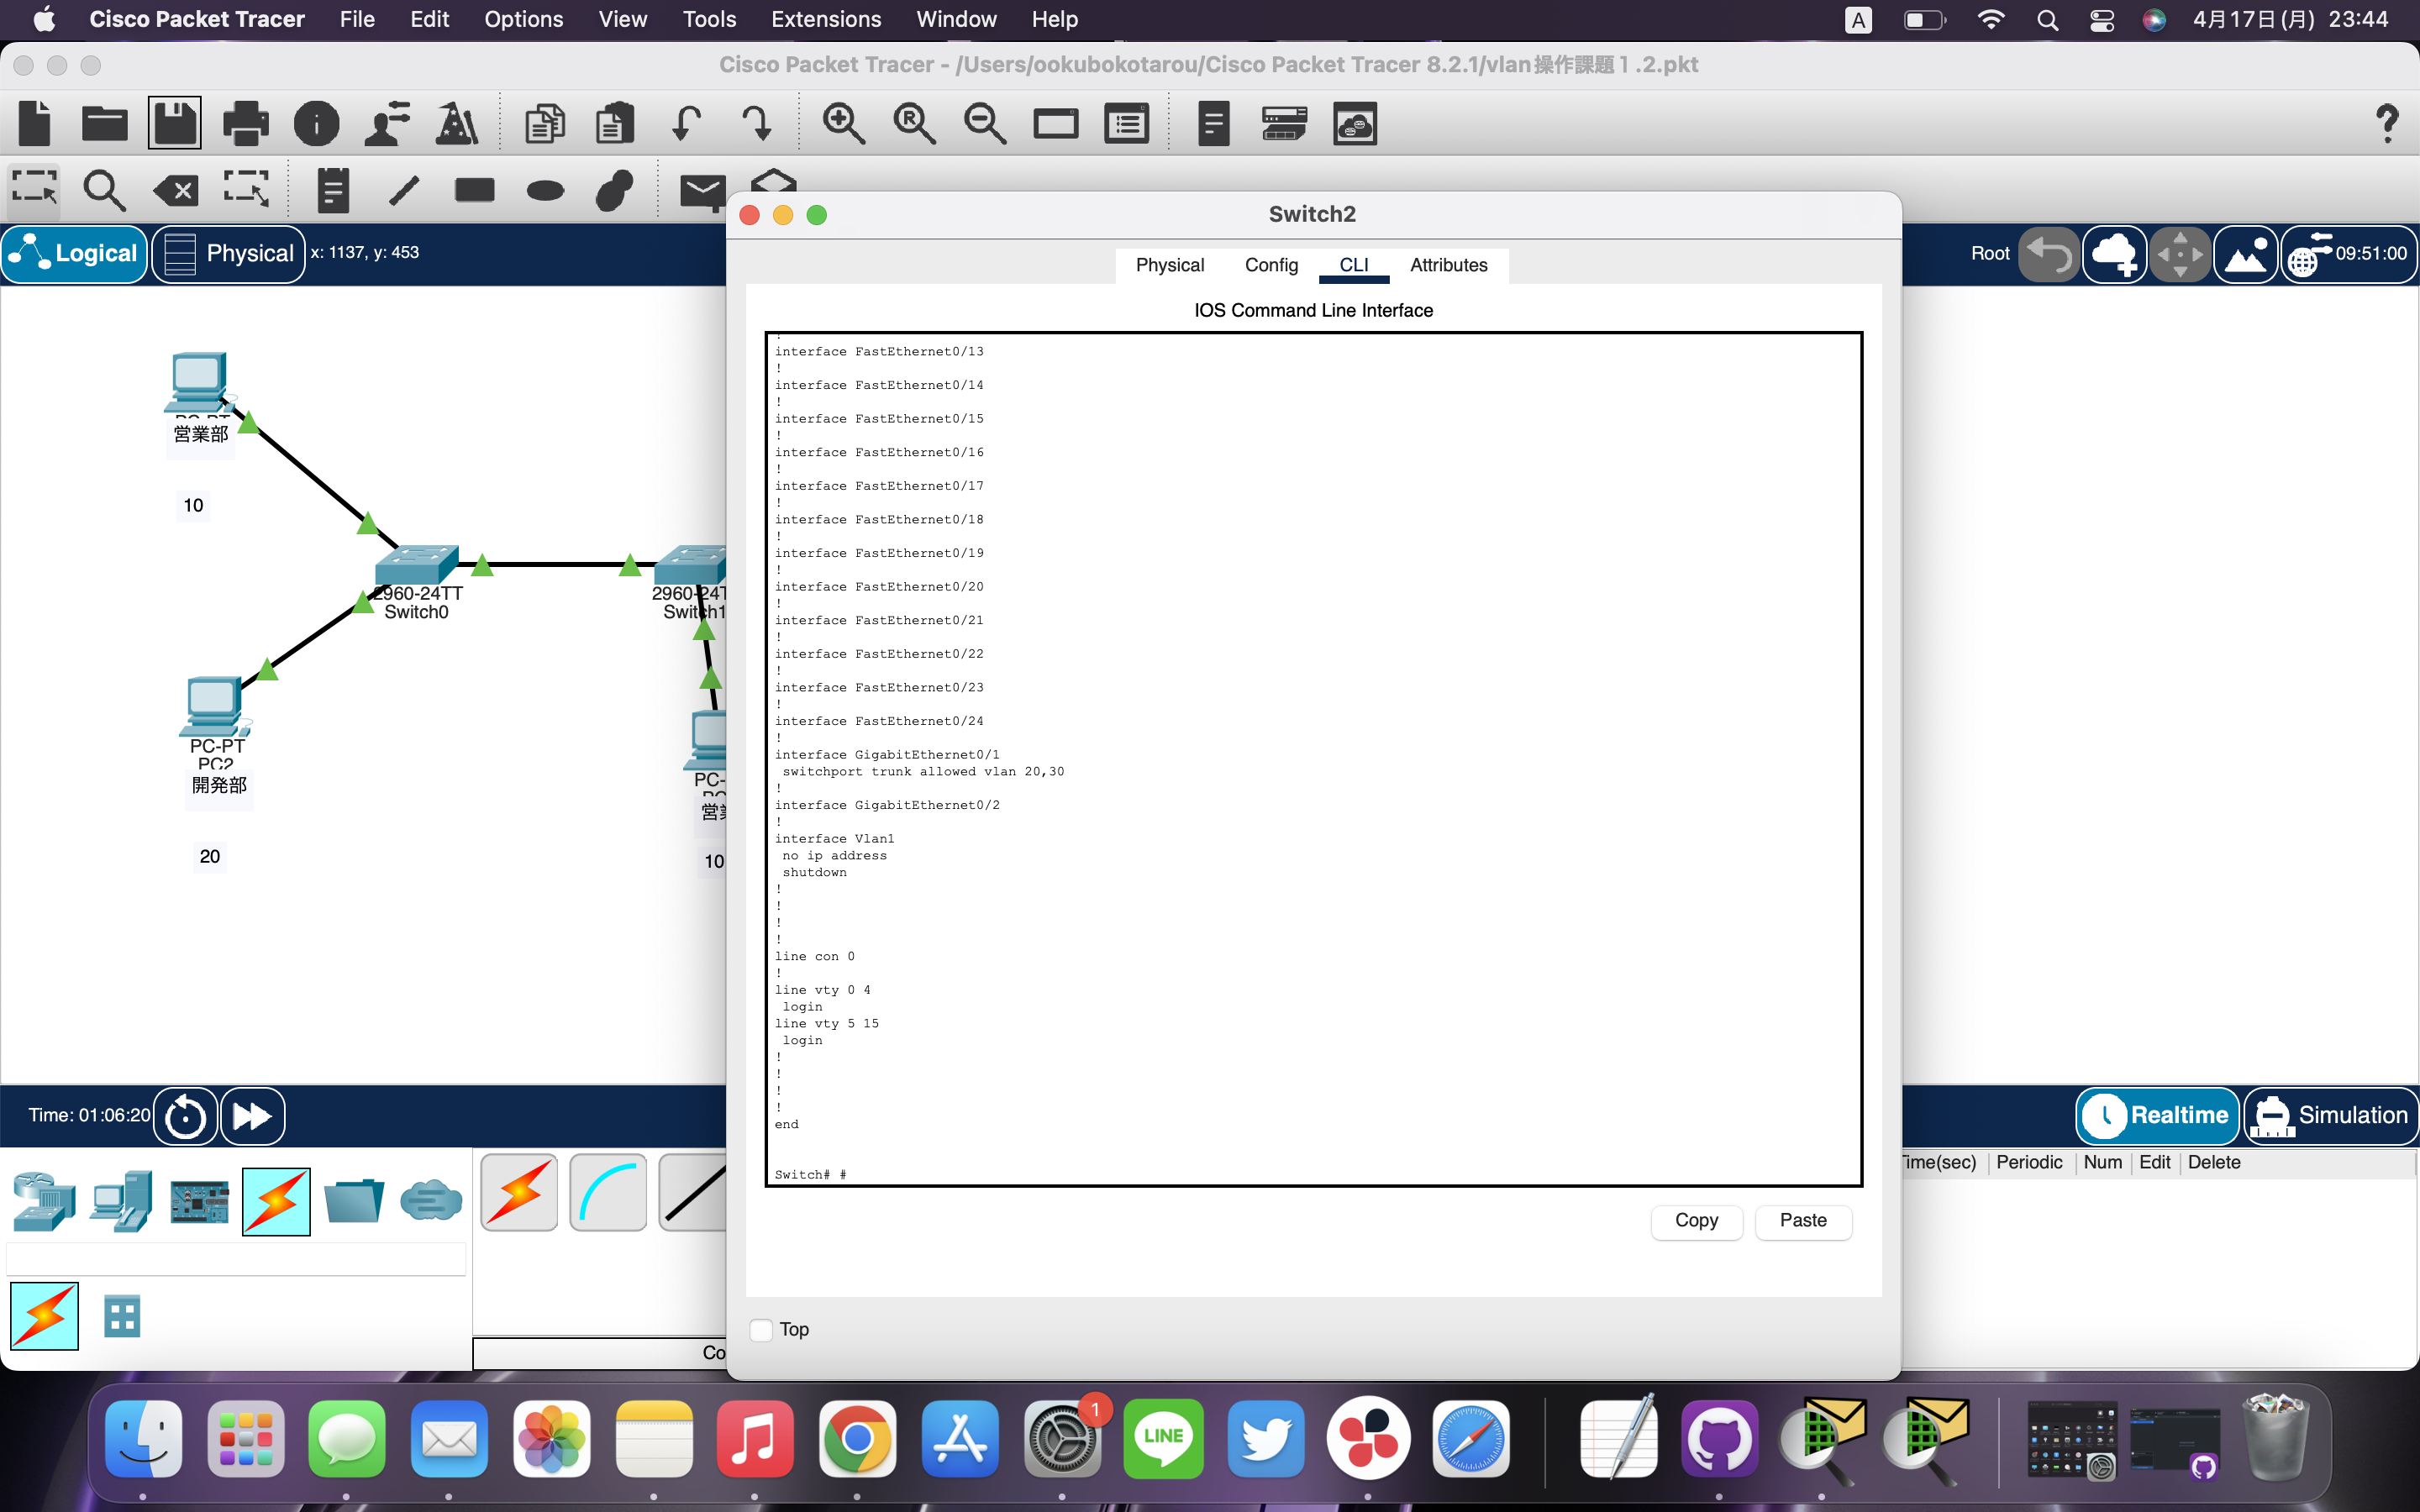 Cisco Packet Tracer File Edit Options View Tools Extensions Window Help A 4月17日(月) 23:44
Cisco Packet Tracer - /Users/ookubokotarou/Cisco Packet Tracer 8.2.1/vlan操作課題1.2.pkt
Logical Physical x: 1137, y: 453
Root 09:51:00
営業部
10
2960-24TT
Switch0
Switch1
PC-PT
PC2
開発部
20
10
Switch2
Physical Config CLI Attributes
IOS Command Line Interface
!
interface FastEthernet0/13
!
interface FastEthernet0/14
!
interface FastEthernet0/15
!
interface FastEthernet0/16
!
interface FastEthernet0/17
!
interface FastEthernet0/18
!
interface FastEthernet0/19
!
interface FastEthernet0/20
!
interface FastEthernet0/21
!
interface FastEthernet0/22
!
interface FastEthernet0/23
!
interface FastEthernet0/24
!
interface GigabitEthernet0/1
switchport trunk allowed vlan 20,30
!
interface GigabitEthernet0/2
!
interface Vlan1
no ip address
shutdown
!
!
!
!
line con 0
!
line vty 0 4
login
line vty 5 15
login
!
!
!
!
end
Switch# #
Copy Paste
Top
Time: 01:06:20
Realtime Simulation
Periodic Num Edit Delete
1
LINE